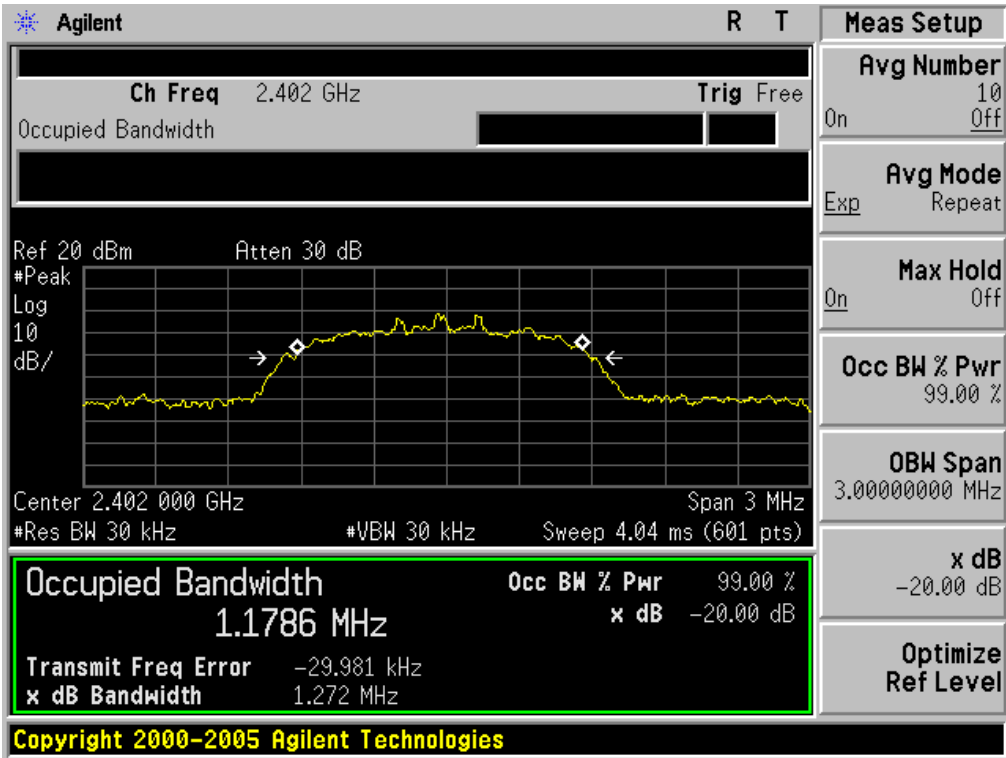 Agilent R T Meas Setup
Ch Freq 2.402 GHz Trig Free
Occupied Bandwidth
Avg Number
10
On Off
Avg Mode
Exp Repeat
Max Hold
On Off
Occ BW % Pwr
99.00 %
OBW Span
3.00000000 MHz
x dB
-20.00 dB
Optimize
Ref Level
Ref 20 dBm Atten 30 dB
#Peak
Log
10
dB/
Center 2.402 000 GHz Span 3 MHz
#Res BW 30 kHz #VBW 30 kHz Sweep 4.04 ms (601 pts)
Occupied Bandwidth Occ BW % Pwr 99.00 %
1.1786 MHz x dB -20.00 dB
Transmit Freq Error -29.981 kHz
x dB Bandwidth 1.272 MHz
Copyright 2000-2005 Agilent Technologies